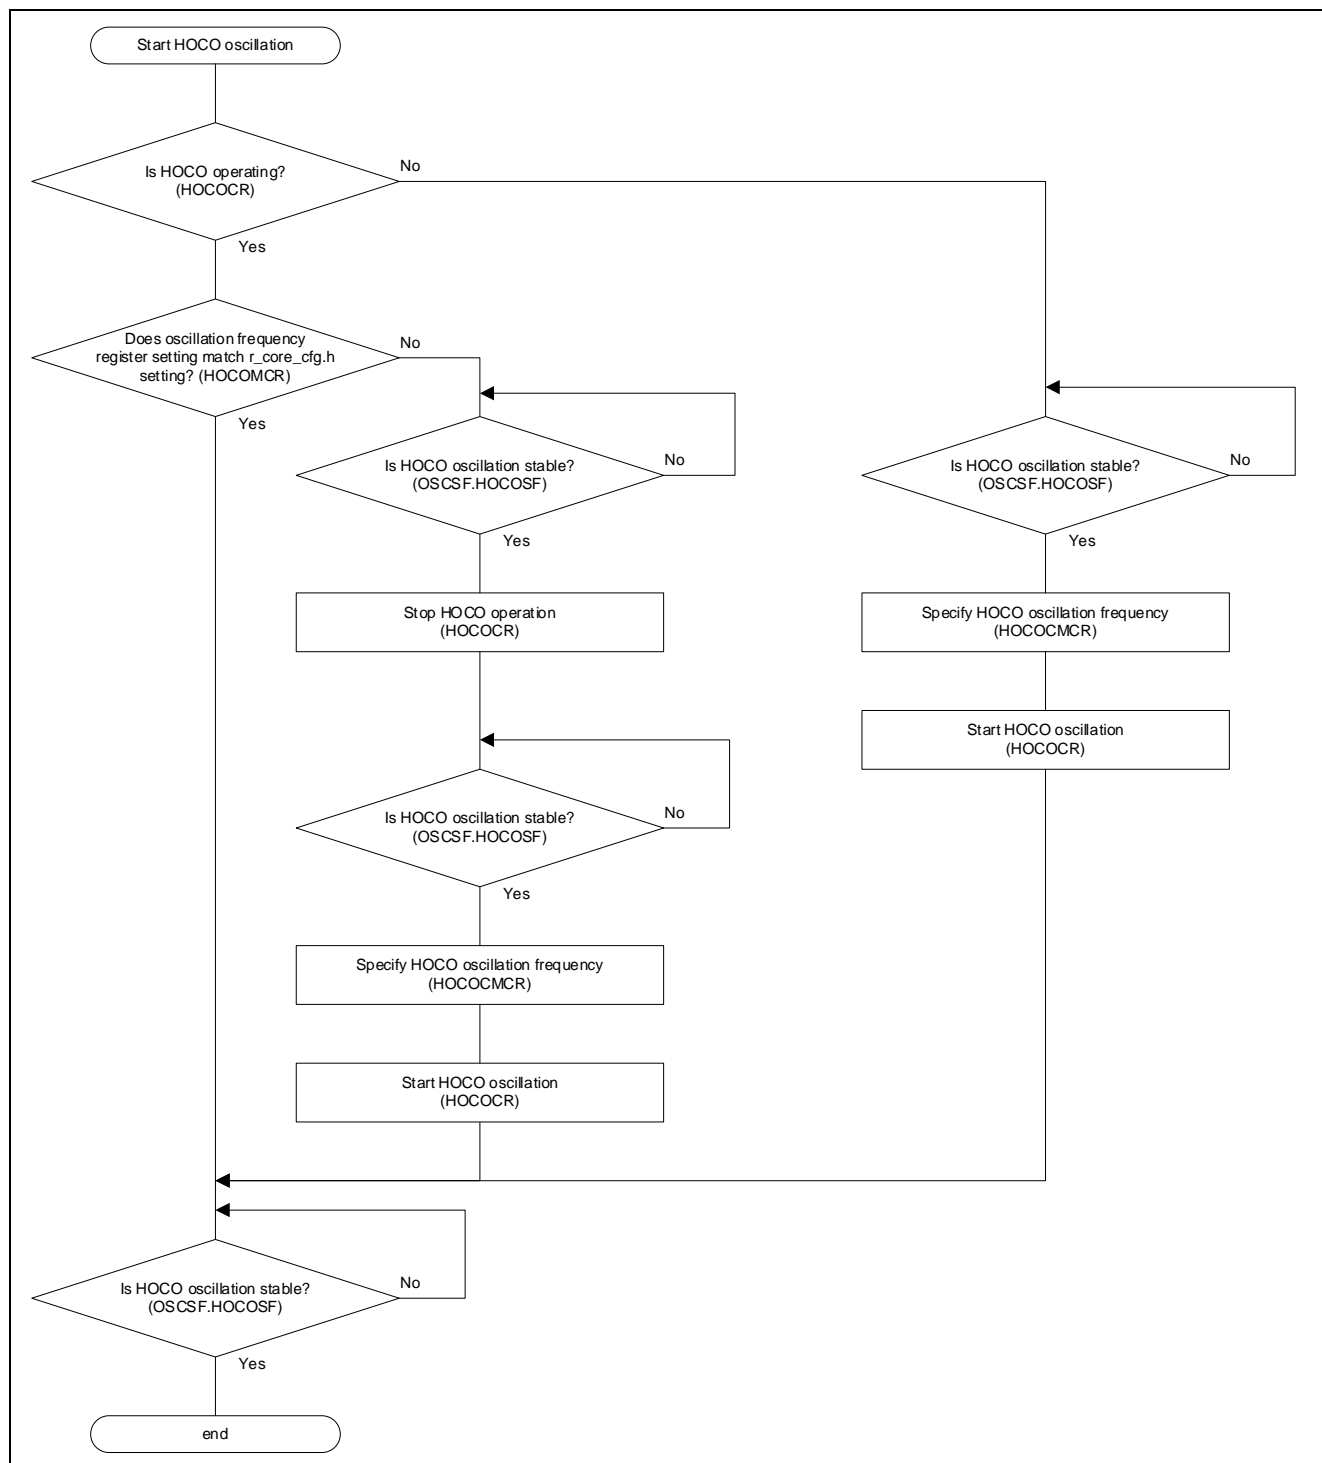 Start HOCO oscillation
Is HOCO operating?
(HOCOCR)
No
Yes
Does oscillation frequency
register setting match r_core_cfg.h
setting? (HOCOMCR)
No
Yes
Is HOCO oscillation stable?
(OSCSF.HOCOSF)
No
Yes
Stop HOCO operation
(HOCOCR)
Is HOCO oscillation stable?
(OSCSF.HOCOSF)
No
Yes
Specify HOCO oscillation frequency
(HOCOCMCR)
Start HOCO oscillation
(HOCOCR)
Is HOCO oscillation stable?
(OSCSF.HOCOSF)
No
Yes
Specify HOCO oscillation frequency
(HOCOCMCR)
Start HOCO oscillation
(HOCOCR)
Is HOCO oscillation stable?
(OSCSF.HOCOSF)
No
Yes
end